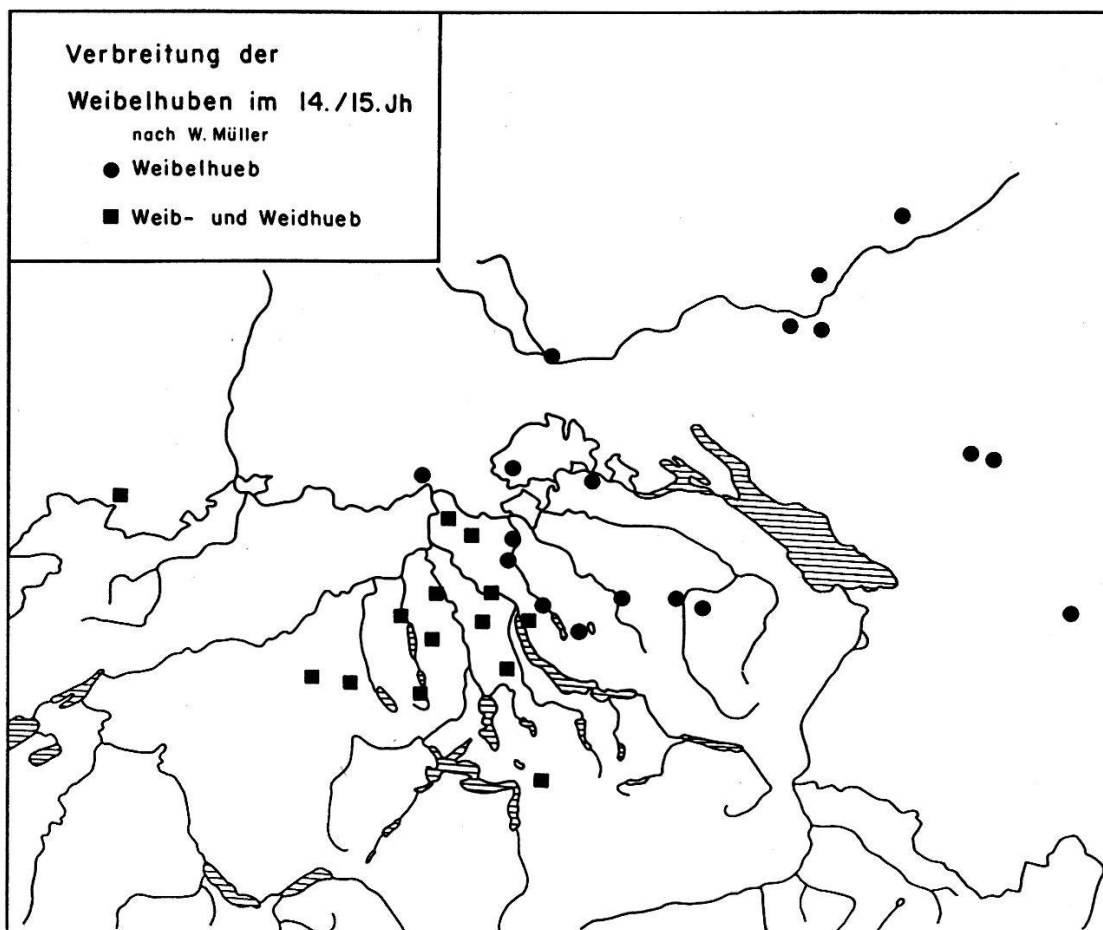 Verbreitung der
Weibelhuben im 14./15.Jh
nach W. Müller
Weibelhueb
Weib- und Weidhueb